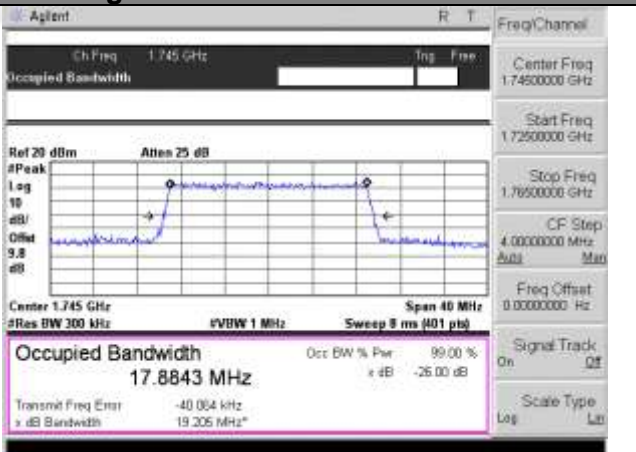 Agilent R T
Ch Freq 1.745 GHz Trig Free
Occupied Bandwidth
Ref 20 dBm Atten 25 dB
#Peak
Log
10
dB/
Offst
9.8
dB
Center 1.745 GHz Span 40 MHz
#Res BW 300 kHz #VBW 1 MHz Sweep 8 ms (401 pts)
Occupied Bandwidth
17.8843 MHz
Occ BW % Pwr 99.00 %
x dB -26.00 dB
Transmit Freq Error -40.064 kHz
x dB Bandwidth 19.205 MHz*
Freq/Channel
Center Freq
1.74500000 GHz
Start Freq
1.72500000 GHz
Stop Freq
1.76500000 GHz
CF Step
4.00000000 MHz
Auto Man
Freq Offset
0.00000000 Hz
Signal Track
On Off
Scale Type
Log Lin